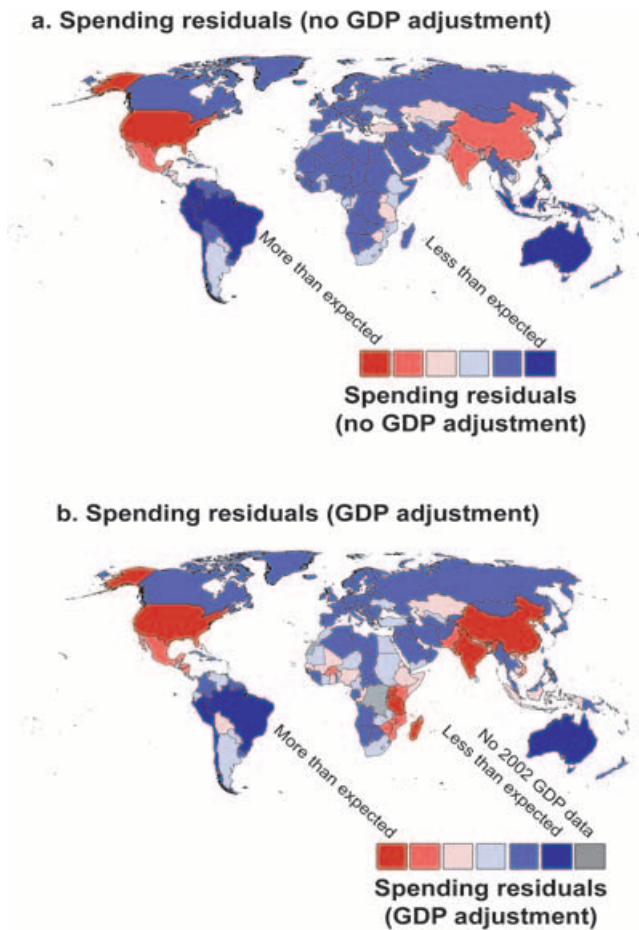 a. Spending residuals (no GDP adjustment)
More than expected
Less than expected
Spending residuals
(no GDP adjustment)
b. Spending residuals (GDP adjustment)
More than expected
Less than expected
No 2002 GDP data
Spending residuals
(GDP adjustment)